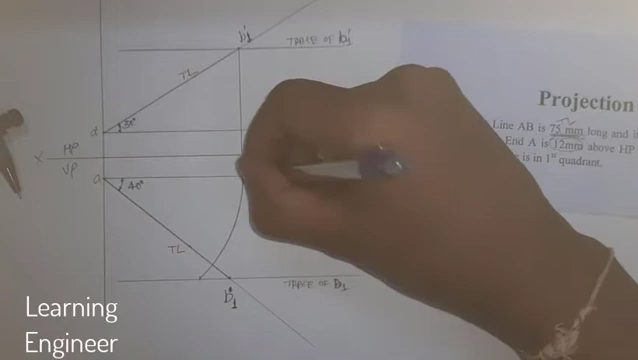 b₁'
TRACE OF b₁'
TL
Projection
a'
30°
Line AB is 75 mm long and is
End A is 12mm above HP
is in 1st quadrant.
X
HP
VP
a
40°
TL
TRACE OF b₁
b₁
Learning
Engineer